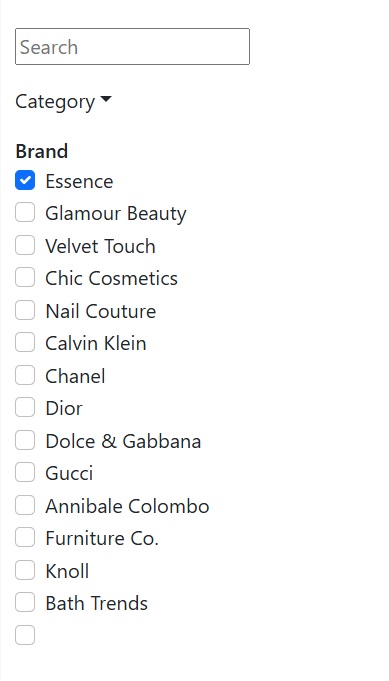 Search
Category
Brand
Essence
Glamour Beauty
Velvet Touch
Chic Cosmetics
Nail Couture
Calvin Klein
Chanel
Dior
Dolce & Gabbana
Gucci
Annibale Colombo
Furniture Co.
Knoll
Bath Trends